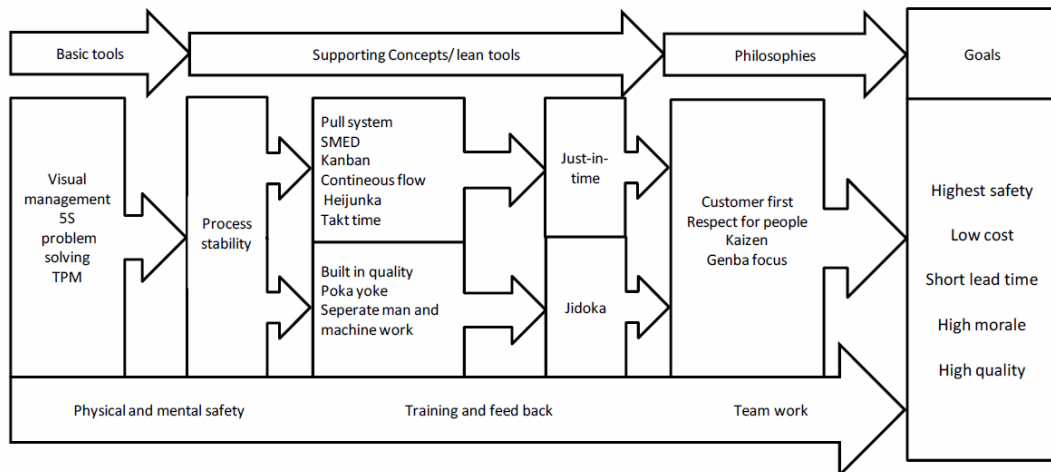 Basic tools
Supporting Concepts/ lean tools
Philosophies
Goals
Visual
management
5S
problem
solving
TPM
Process
stability
Pull system
SMED
Kanban
Contineous flow
Heijunka
Takt time
Built in quality
Poka yoke
Seperate man and
machine work
Just-in-
time
Jidoka
Customer first
Respect for people
Kaizen
Genba focus
Highest safety
Low cost
Short lead time
High morale
High quality
Physical and mental safety
Training and feed back
Team work